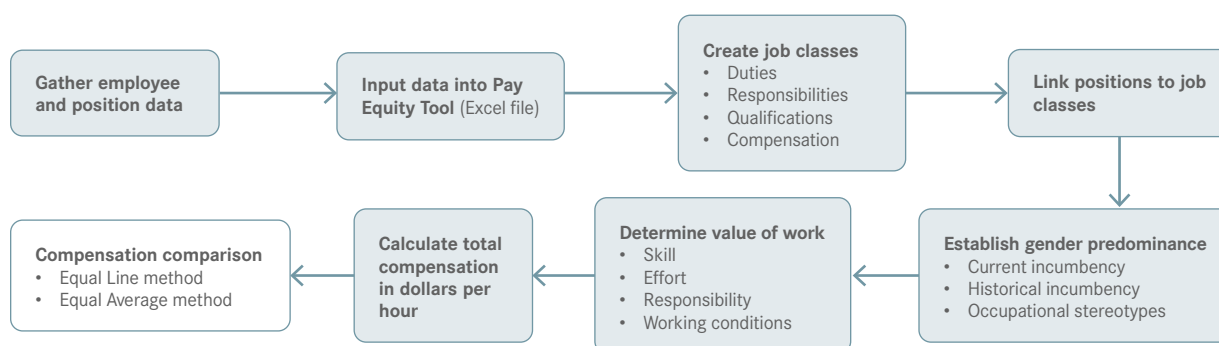 Gather employee
and position data
Input data into Pay
Equity Tool (Excel file)
Create job classes
• Duties
• Responsibilities
• Qualifications
• Compensation
Link positions to job
classes
Establish gender predominance
• Current incumbency
• Historical incumbency
• Occupational stereotypes
Determine value of work
• Skill
• Effort
• Responsibility
• Working conditions
Calculate total
compensation
in dollars per
hour
Compensation comparison
• Equal Line method
• Equal Average method